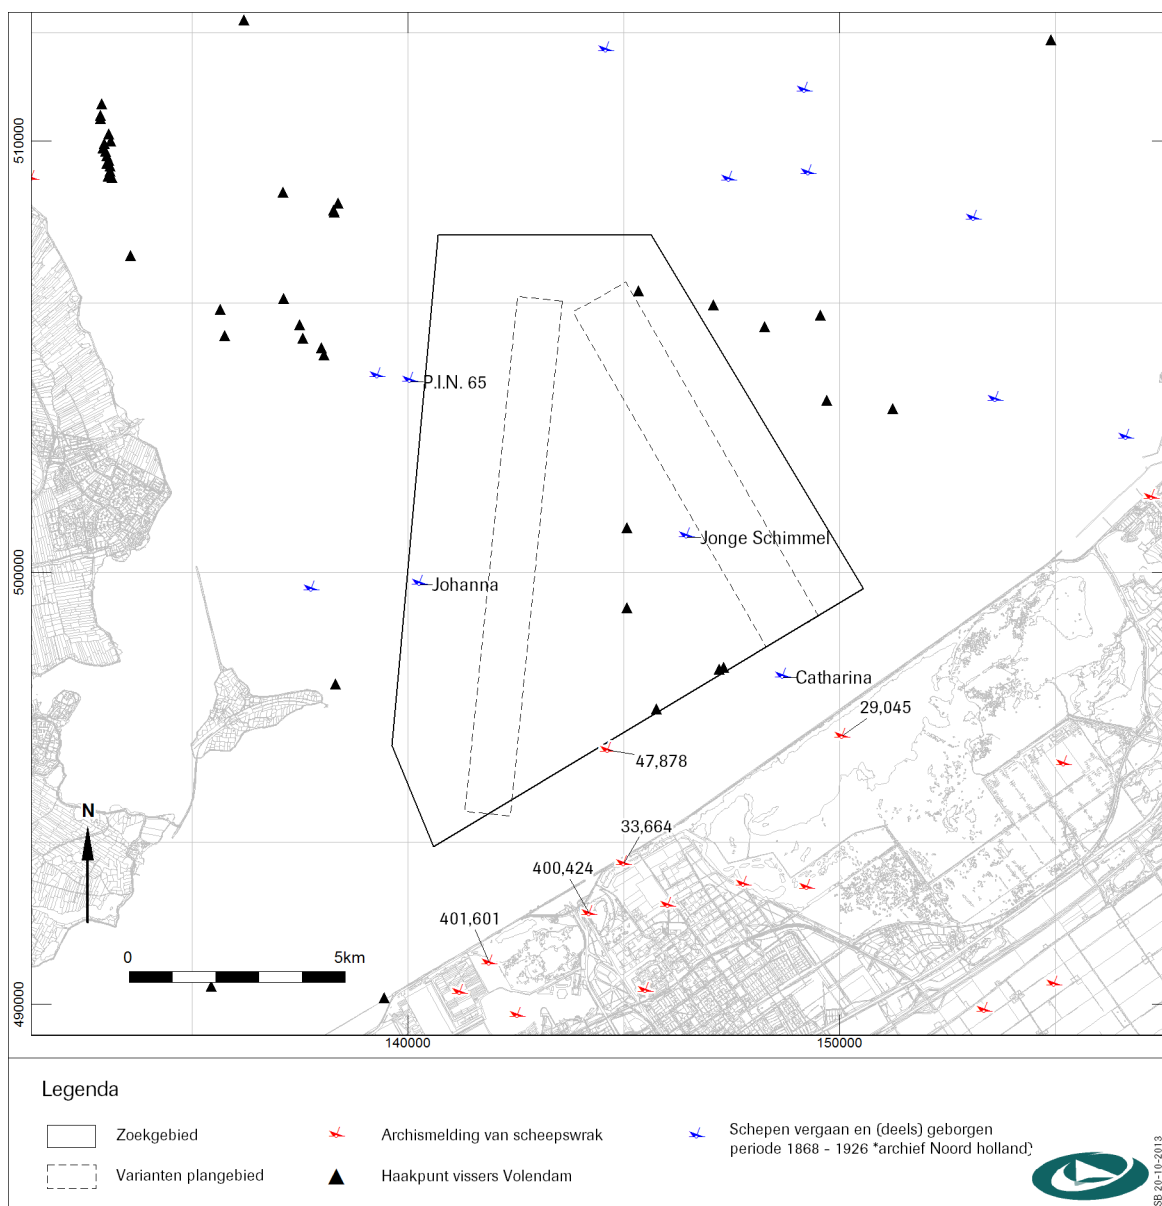 510000
P.I.N. 65
Jonge Schimmel
500000
Johanna
Catharina
29,045
47,878
N
33,664
400,424
401,601
0 5km
490000
140000 150000
Legenda
Zoekgebied
Archismelding van scheepswrak
Schepen vergaan en (deels) geborgen
periode 1868 - 1926 *archief Noord holland)
Varianten plangebied
Haakpunt vissers Volendam
SB 20-10-2013